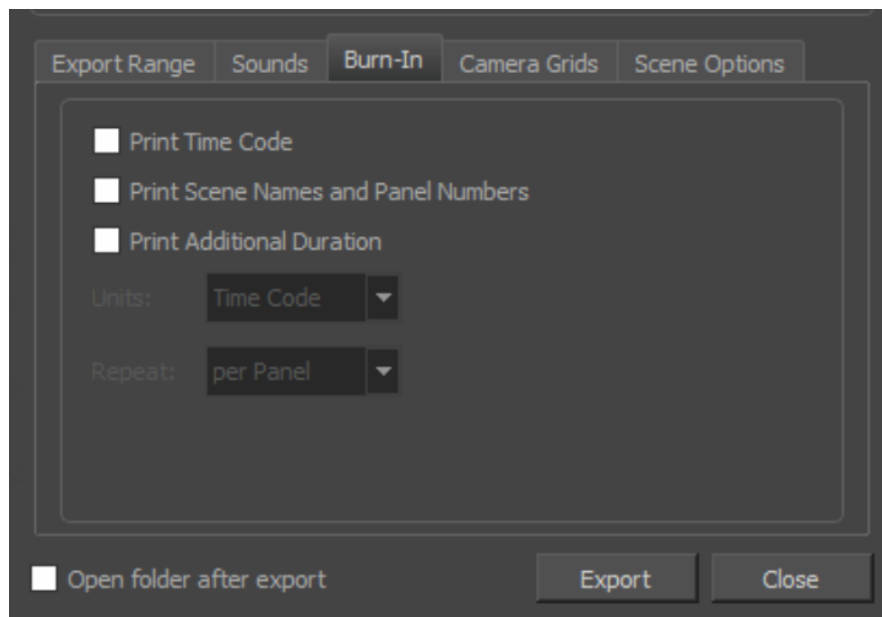 Export Range Sounds Burn-In Camera Grids Scene Options
Print Time Code
Print Scene Names and Panel Numbers
Print Additional Duration
Units: Time Code
Repeat: per Panel
Open folder after export Export Close